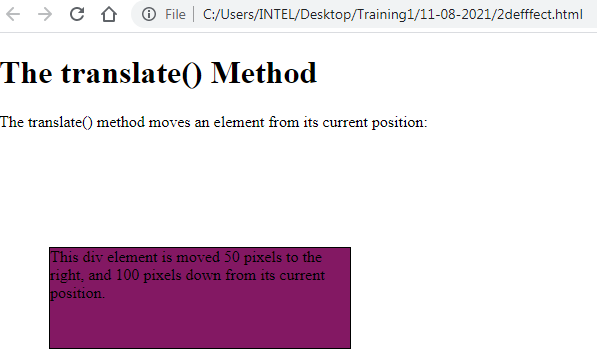 File | C:/Users/INTEL/Desktop/Training1/11-08-2021/2defffect.html
The translate() Method
The translate() method moves an element from its current position:
This div element is moved 50 pixels to the
right, and 100 pixels down from its current
position.